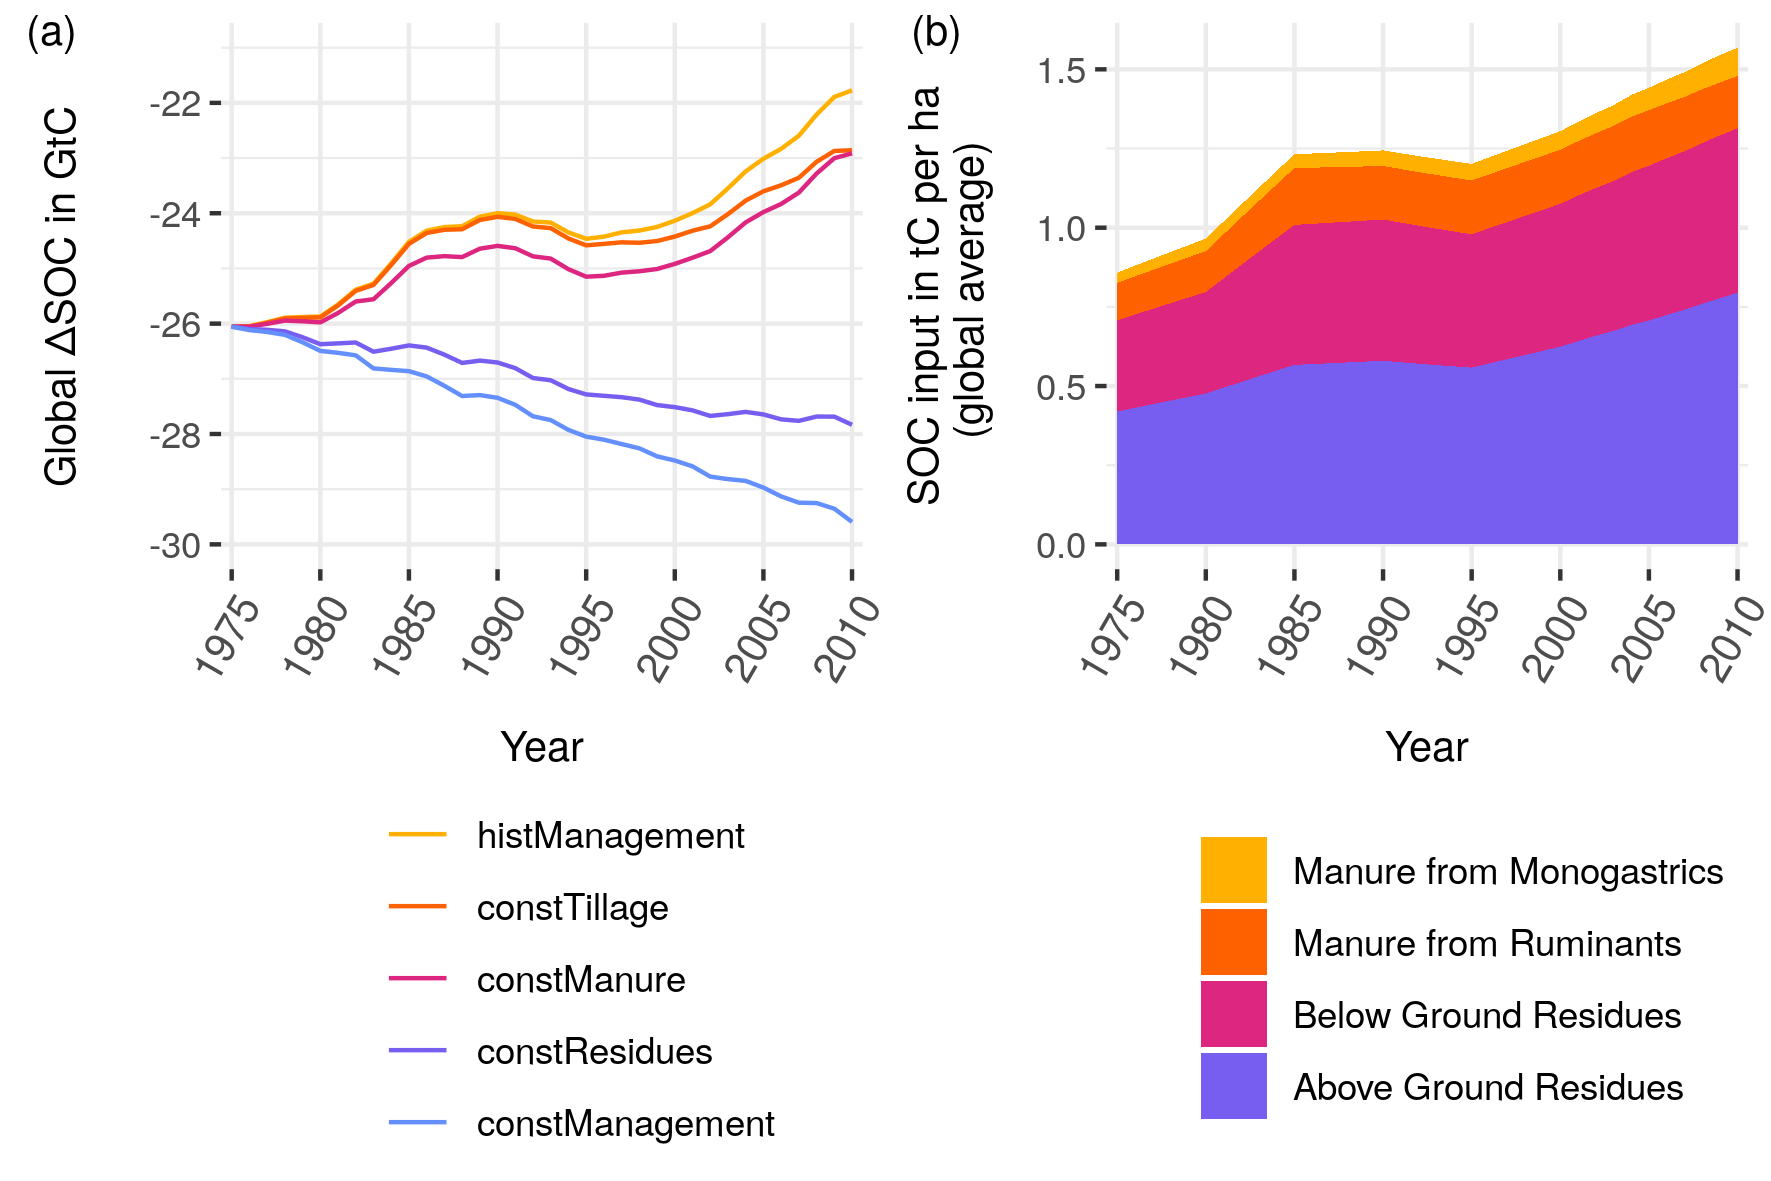 (a)
Global ΔSOC in GtC
-22
-24
-26
-28
-30
1975
1980
1985
1990
1995
2000
2005
2010
Year
histManagement
constTillage
constManure
constResidues
constManagement
(b)
SOC input in tC per ha
(global average)
1.5
1.0
0.5
0.0
1975
1980
1985
1990
1995
2000
2005
2010
Year
Manure from Monogastrics
Manure from Ruminants
Below Ground Residues
Above Ground Residues